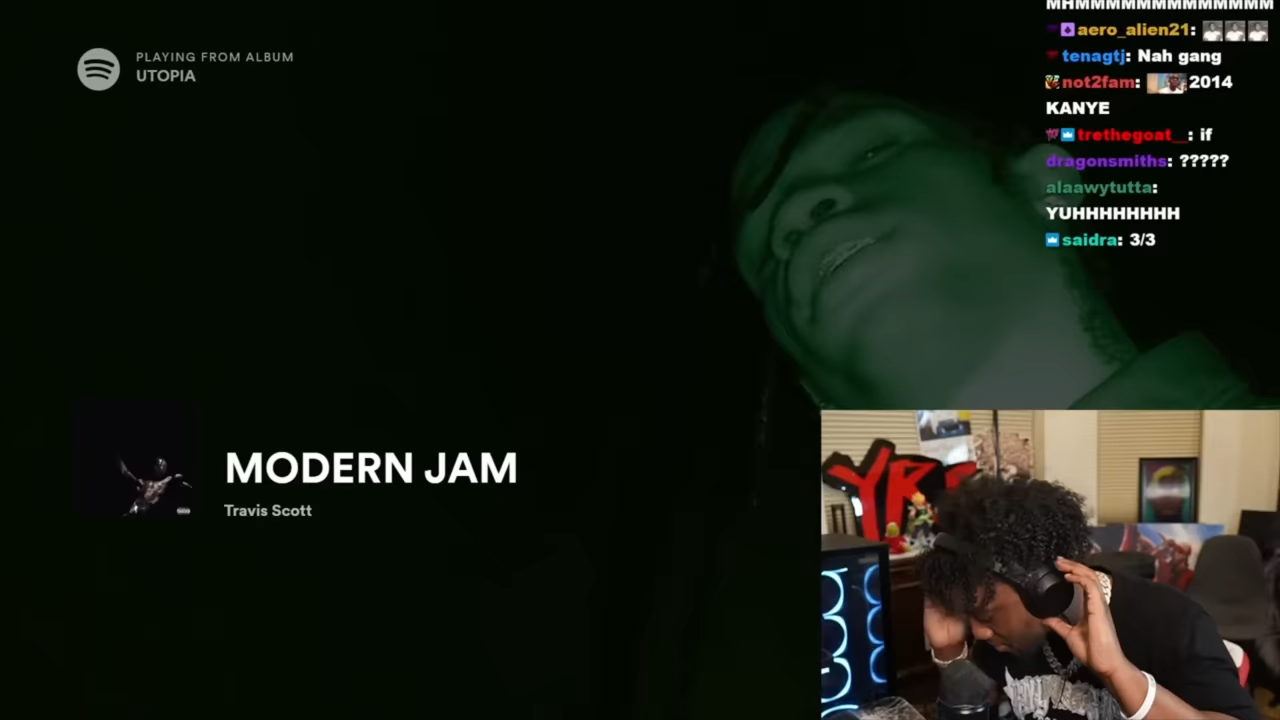 PLAYING FROM ALBUM
UTOPIA
MODERN JAM
Travis Scott
MHMMMMMMMMMMMMMM
aero_alien21:
tenagtj: Nah gang
not2fam: 2014
KANYE
trethegoat__: if
dragonsmiths: ?????
alaawytutta:
YUHHHHHHHH
saidra: 3/3